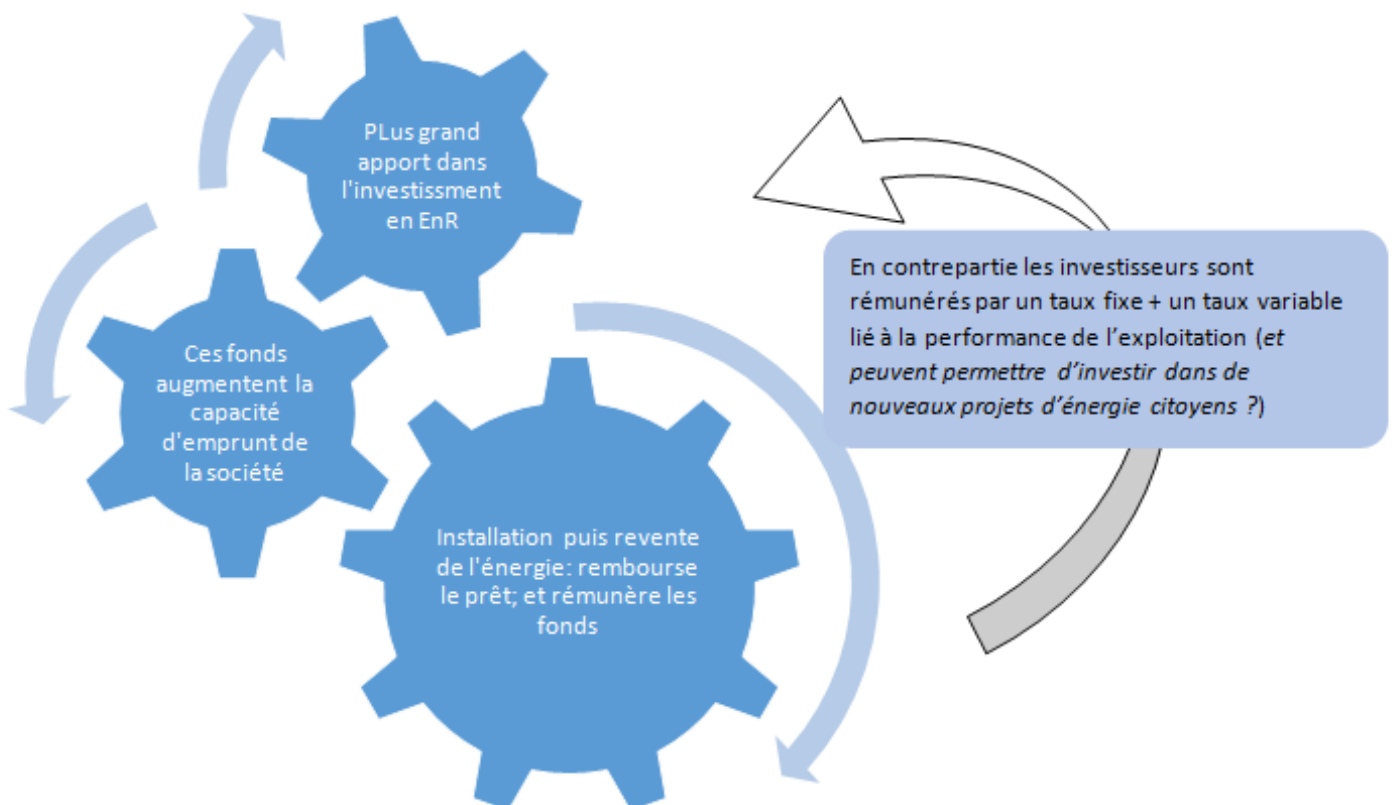 PLus grand
apport dans
l'investissment
en EnR
Ces fonds
augmentent la
capacité
d'emprunt de
la société
Installation puis revente
de l'énergie: rembourse
le prêt; et rémunère les
fonds
En contrepartie les investisseurs sont
rémunérés par un taux fixe + un taux variable
lié à la performance de l’exploitation (et
peuvent permettre d’investir dans de
nouveaux projets d’énergie citoyens ?)